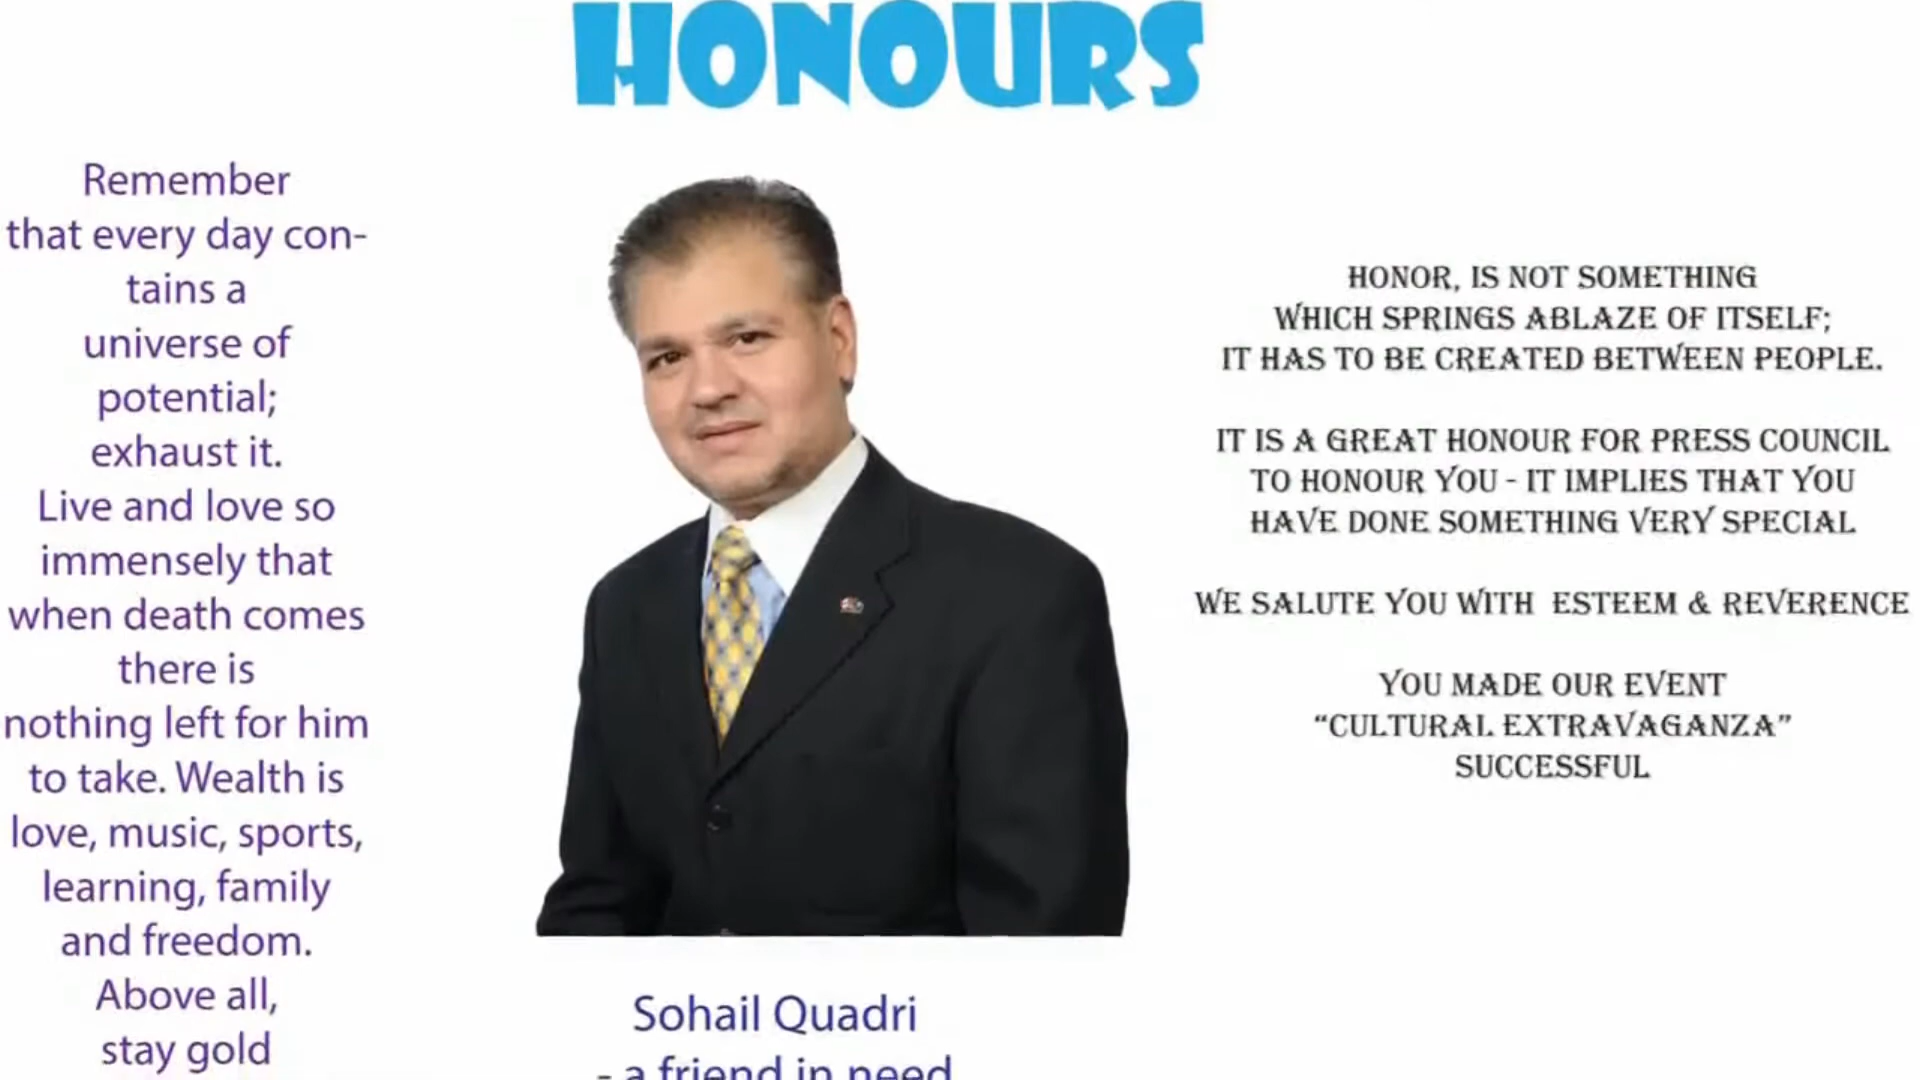 HONOURS
Remember
that every day con-
tains a
universe of
potential;
exhaust it.
Live and love so
immensely that
when death comes
there is
nothing left for him
to take. Wealth is
love, music, sports,
learning, family
and freedom.
Above all,
stay gold
Sohail Quadri
- a friend in need
HONOR, IS NOT SOMETHING
WHICH SPRINGS ABLAZE OF ITSELF;
IT HAS TO BE CREATED BETWEEN PEOPLE.
IT IS A GREAT HONOUR FOR PRESS COUNCIL
TO HONOUR YOU - IT IMPLIES THAT YOU
HAVE DONE SOMETHING VERY SPECIAL
WE SALUTE YOU WITH ESTEEM & REVERENCE
YOU MADE OUR EVENT
“CULTURAL EXTRAVAGANZA”
SUCCESSFUL